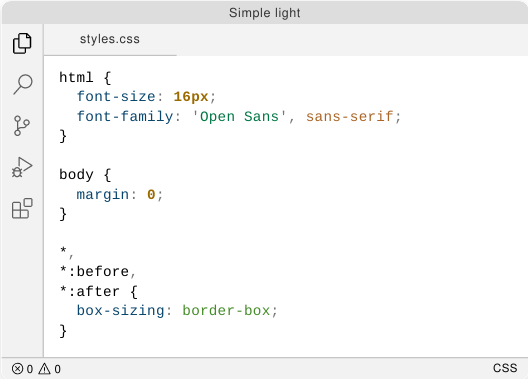 Simple light
styles.css
html {
  font-size: 16px;
  font-family: 'Open Sans', sans-serif;
}

body {
  margin: 0;
}

*,
*:before,
*:after {
  box-sizing: border-box;
}
0 0 CSS